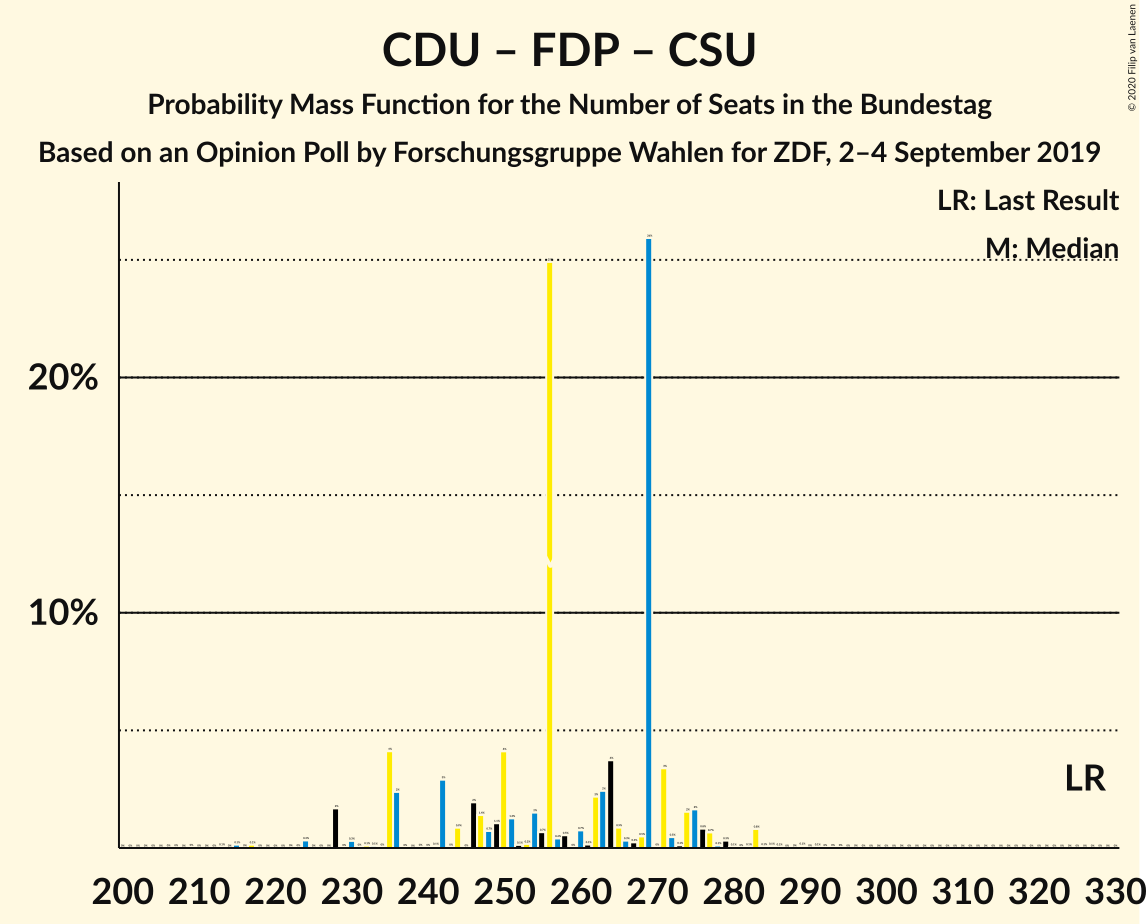 CDU – FDP – CSU
Probability Mass Function for the Number of Seats in the Bundestag
Based on an Opinion Poll by Forschungsgruppe Wahlen for ZDF, 2–4 September 2019
© 2020 Filip van Laenen
LR: Last Result
M: Median
20%
10%
LR
200 210 220 230 240 250 260 270 280 290 300 310 320 330